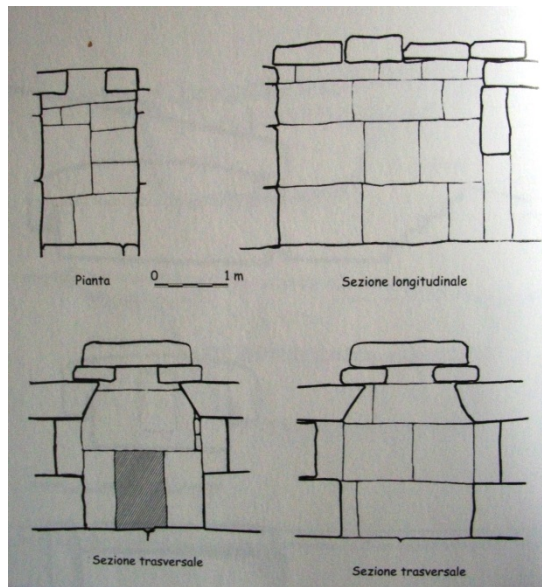 Pianta
0 1 m
Sezione longitudinale
Sezione trasversale
Sezione trasversale